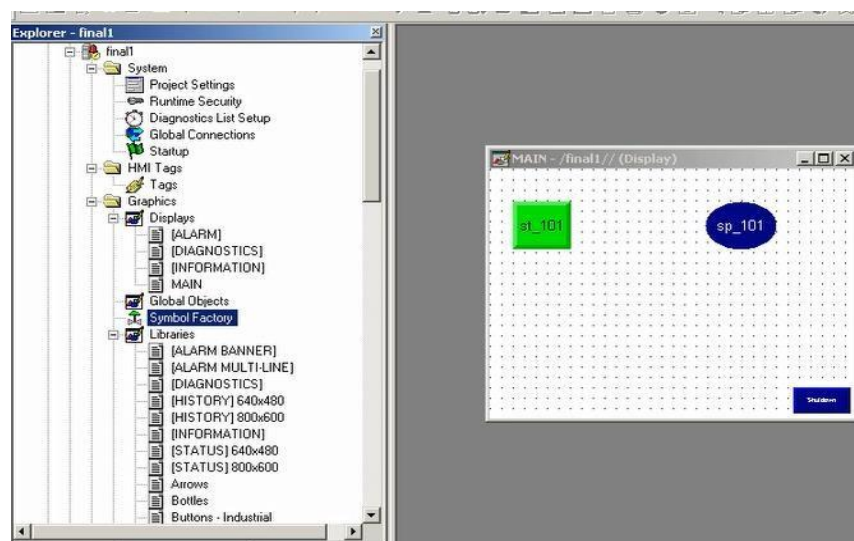 Explorer - final1
final1
System
Project Settings
Runtime Security
Diagnostics List Setup
Global Connections
Startup
HMI Tags
Tags
Graphics
Displays
[ALARM]
[DIAGNOSTICS]
[INFORMATION]
MAIN
Global Objects
Symbol Factory
Libraries
[ALARM BANNER]
[ALARM MULTI-LINE]
[DIAGNOSTICS]
[HISTORY] 640x480
[HISTORY] 800x600
[INFORMATION]
[STATUS] 640x480
[STATUS] 800x600
Arrows
Bottles
Buttons - Industrial
MAIN - /final1// (Display)
st_101
sp_101
Shutdown